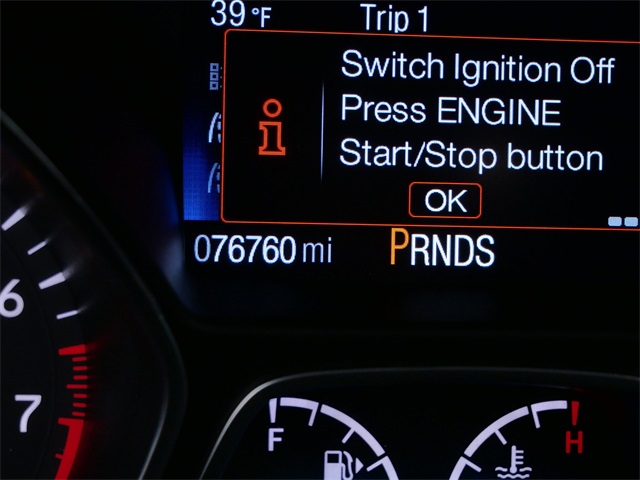 39 °F Trip 1
Switch Ignition Off
Press ENGINE
Start/Stop button
OK
076760 mi PRNDS
6
7
F
H